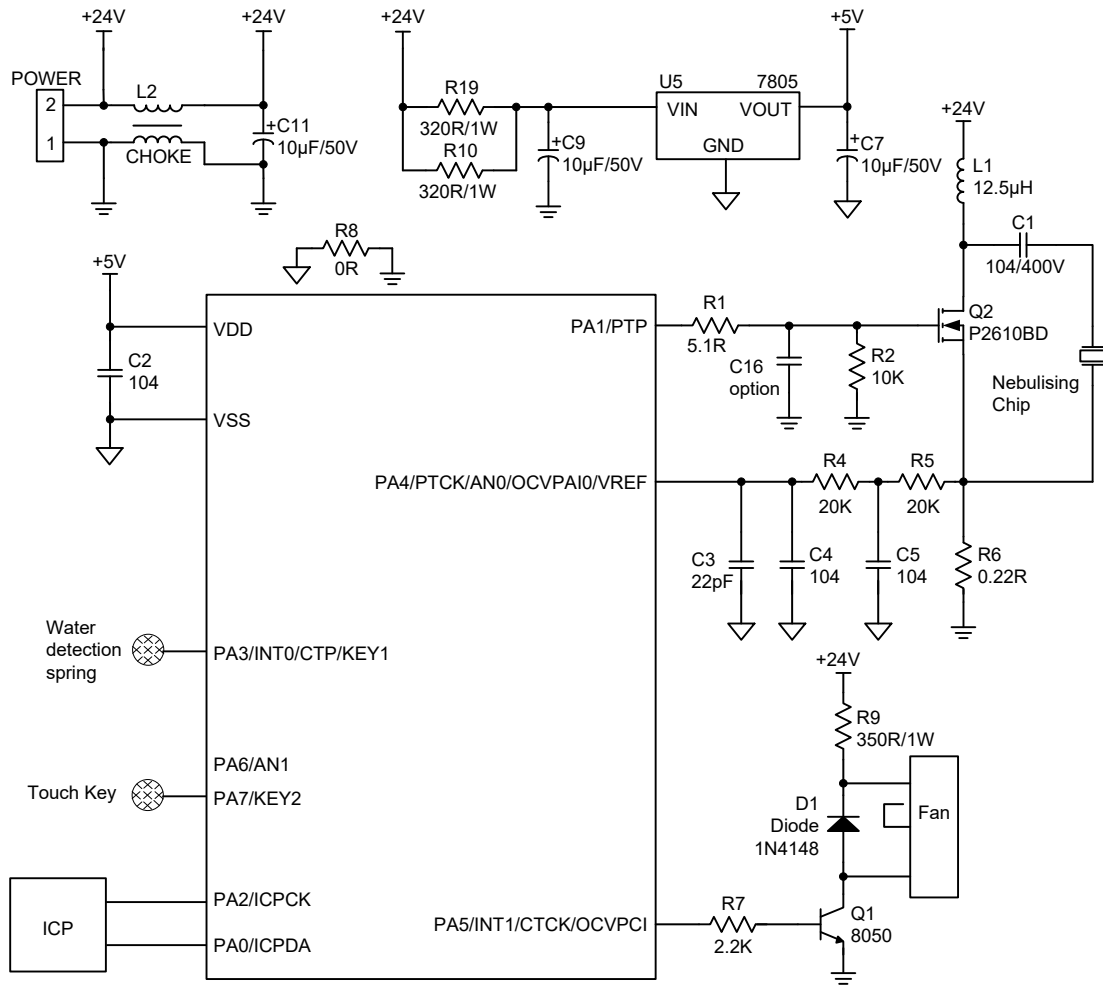 +24V
+24V
+24V
+5V
POWER
2
1
L2
CHOKE
+C11
10µF/50V
R19
320R/1W
R10
320R/1W
+C9
10µF/50V
U5
7805
VIN
VOUT
GND
+C7
10µF/50V
+24V
L1
12.5µH
C1
104/400V
R8
0R
+5V
C2
104
VDD
VSS
PA1/PTP
R1
5.1R
C16
option
R2
10K
Q2
P2610BD
Nebulising
Chip
PA4/PTCK/AN0/OCVPAI0/VREF
R4
20K
R5
20K
C3
22pF
C4
104
C5
104
R6
0.22R
Water
detection
spring
PA3/INT0/CTP/KEY1
+24V
R9
350R/1W
PA6/AN1
Touch Key
PA7/KEY2
D1
Diode
1N4148
Fan
ICP
PA2/ICPCK
PA0/ICPDA
PA5/INT1/CTCK/OCVPCI
R7
2.2K
Q1
8050